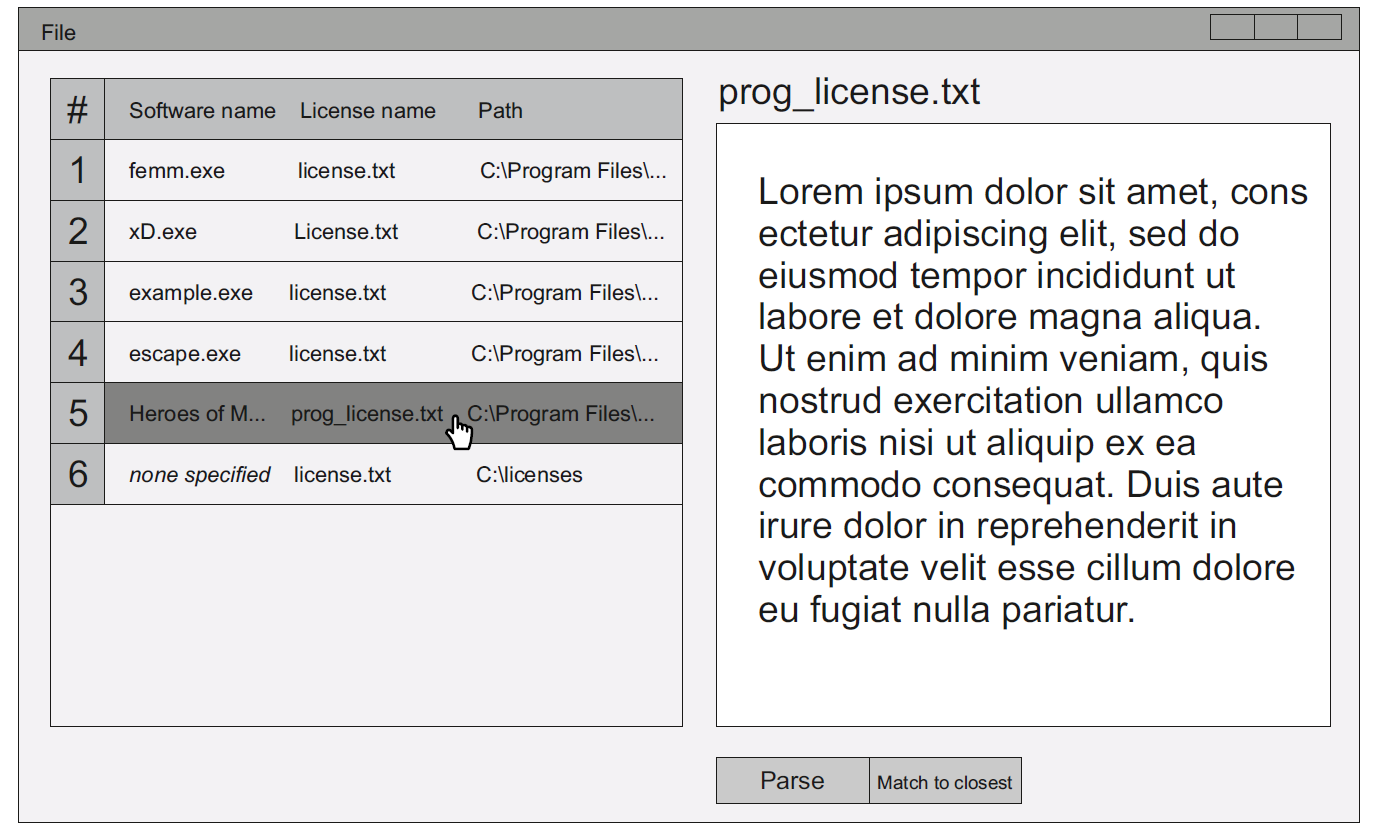 File
# Software name License name Path
1 femm.exe license.txt C:\Program Files\...
2 xD.exe License.txt C:\Program Files\...
3 example.exe license.txt C:\Program Files\...
4 escape.exe license.txt C:\Program Files\...
5 Heroes of M... prog_license.txt C:\Program Files\...
6 none specified license.txt C:\licenses
prog_license.txt
Lorem ipsum dolor sit amet, cons
ectetur adipiscing elit, sed do
eiusmod tempor incididunt ut
labore et dolore magna aliqua.
Ut enim ad minim veniam, quis
nostrud exercitation ullamco
laboris nisi ut aliquip ex ea
commodo consequat. Duis aute
irure dolor in reprehenderit in
voluptate velit esse cillum dolore
eu fugiat nulla pariatur.
Parse Match to closest